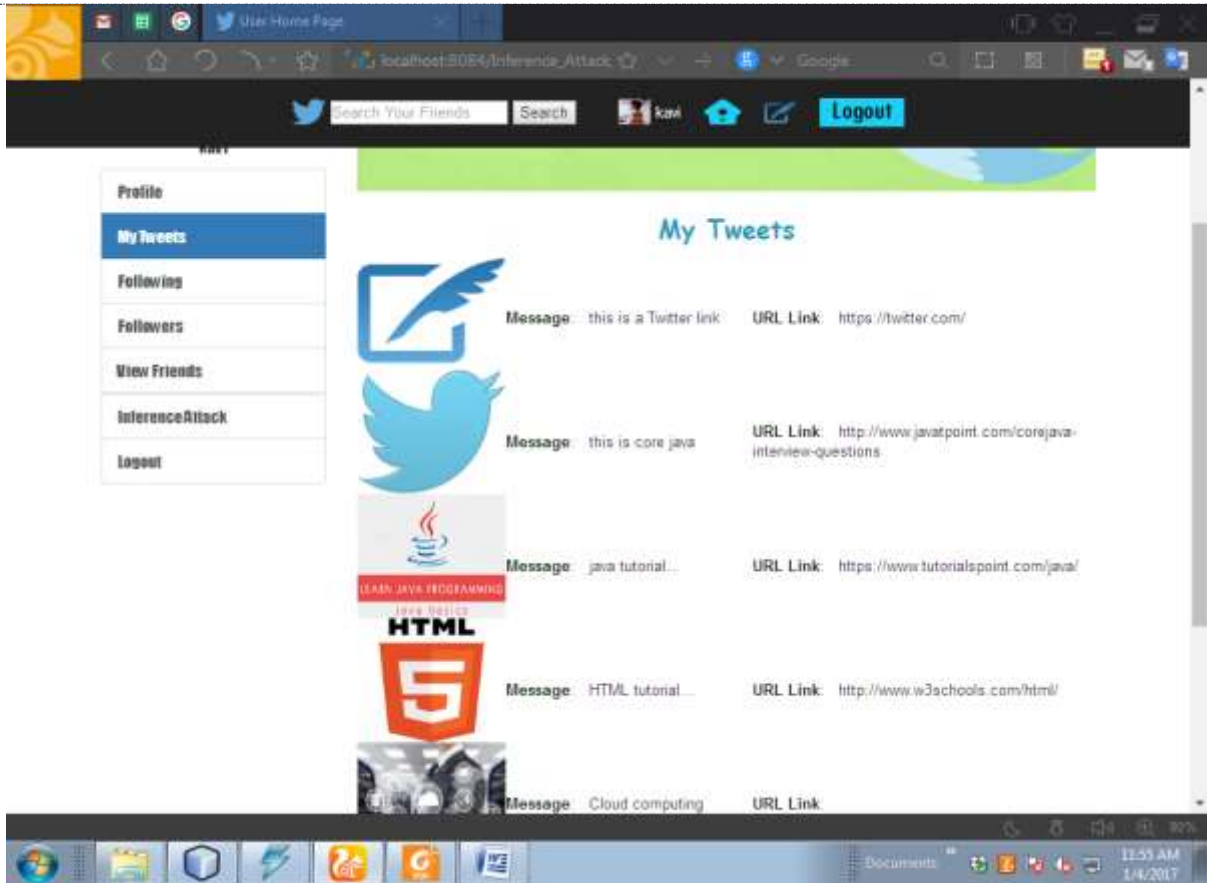 User Home Page
localhost:8084/Inference_Attack
Google
Search Your Friends
Search
kavi
Logout
Profile
My Tweets
Following
Followers
View Friends
InferenceAttack
Logout
My Tweets
Message: this is a Twitter link URL Link: https://twitter.com/
Message: this is core java URL Link: http://www.javatpoint.com/corejava-
interview-questions
LEARN JAVA PROGRAMMING
java basics
Message: java tutorial... URL Link: https://www.tutorialspoint.com/java/
HTML
5
Message: HTML tutorial... URL Link: http://www.w3schools.com/html/
Message: Cloud computing URL Link:
80%
Documents
11:55 AM
1/4/2017